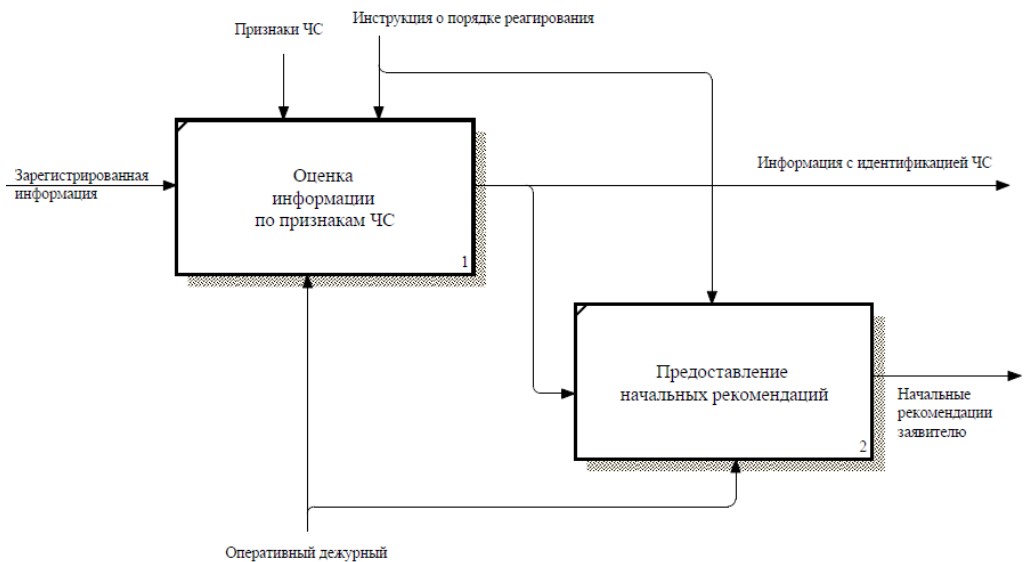 Инструкция о порядке реагирования
Признаки ЧС
Зарегистрированная
информация
Оценка
информации
по признакам ЧС
1
Информация с идентификацией ЧС
Предоставление
начальных рекомендаций
2
Начальные
рекомендации
заявителю
Оперативный дежурный